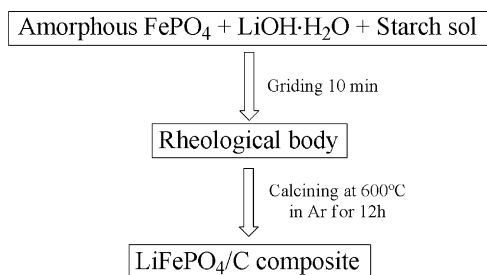 Amorphous FePO₄ + LiOH·H₂O + Starch sol
Griding 10 min
Rheological body
Calcining at 600°C
in Ar for 12h
LiFePO₄/C composite